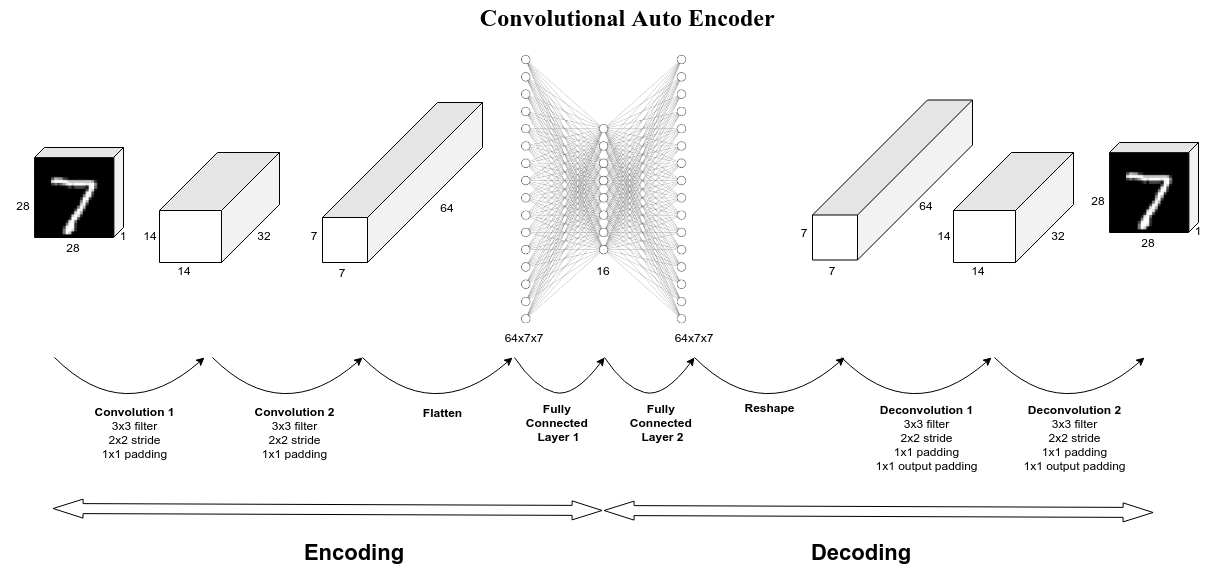 Convolutional Auto Encoder
28
28
1
14
14
32
7
7
64
16
64x7x7
64x7x7
7
7
64
14
14
32
28
28
1
Convolution 1
3x3 filter
2x2 stride
1x1 padding
Convolution 2
3x3 filter
2x2 stride
1x1 padding
Flatten
Fully
Connected
Layer 1
Fully
Connected
Layer 2
Reshape
Deconvolution 1
3x3 filter
2x2 stride
1x1 padding
1x1 output padding
Deconvolution 2
3x3 filter
2x2 stride
1x1 padding
1x1 output padding
Encoding
Decoding